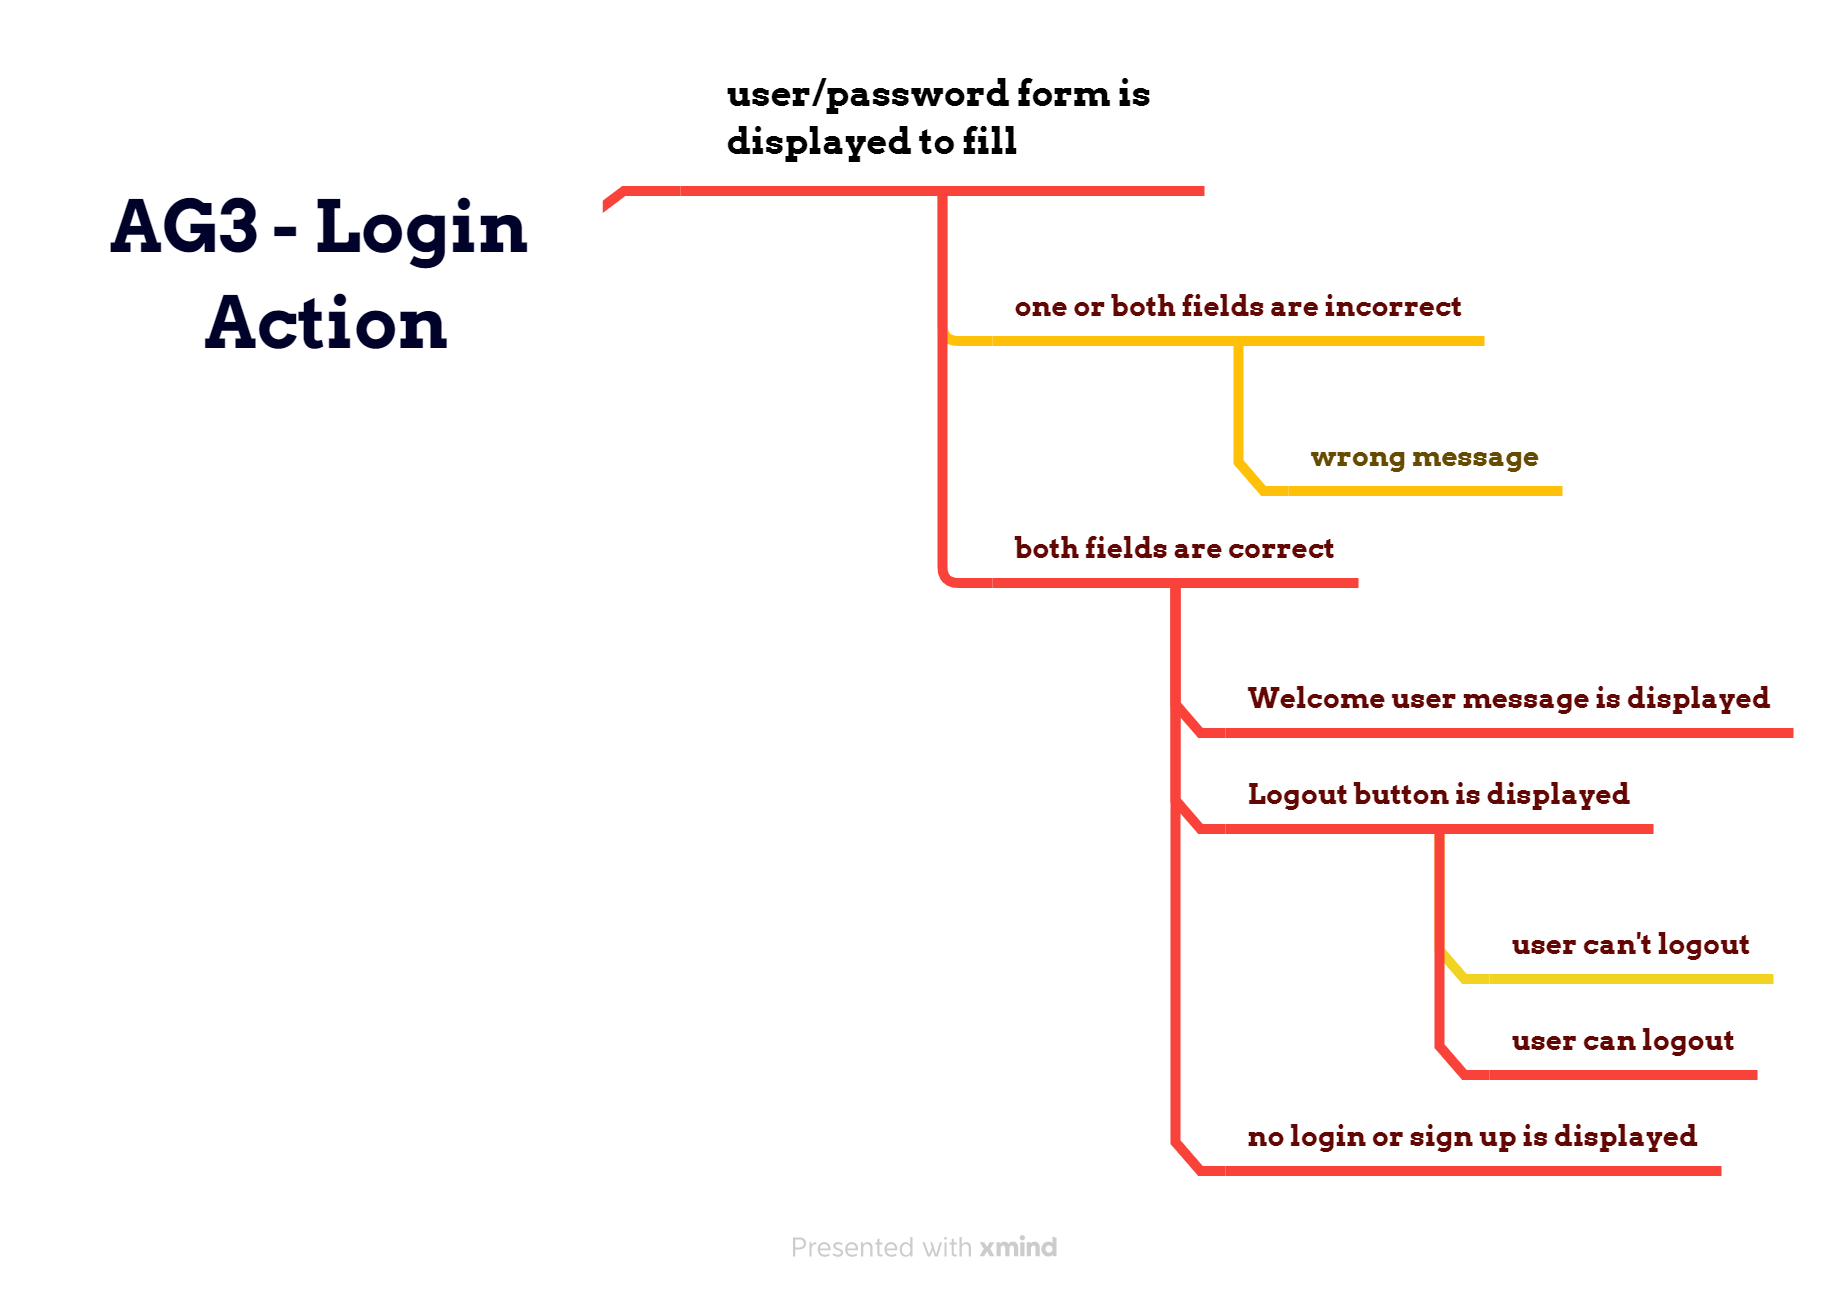 user/password form is
displayed to fill
AG3 - Login
Action
one or both fields are incorrect
wrong message
both fields are correct
Welcome user message is displayed
Logout button is displayed
user can't logout
user can logout
no login or sign up is displayed
Presented with xmind